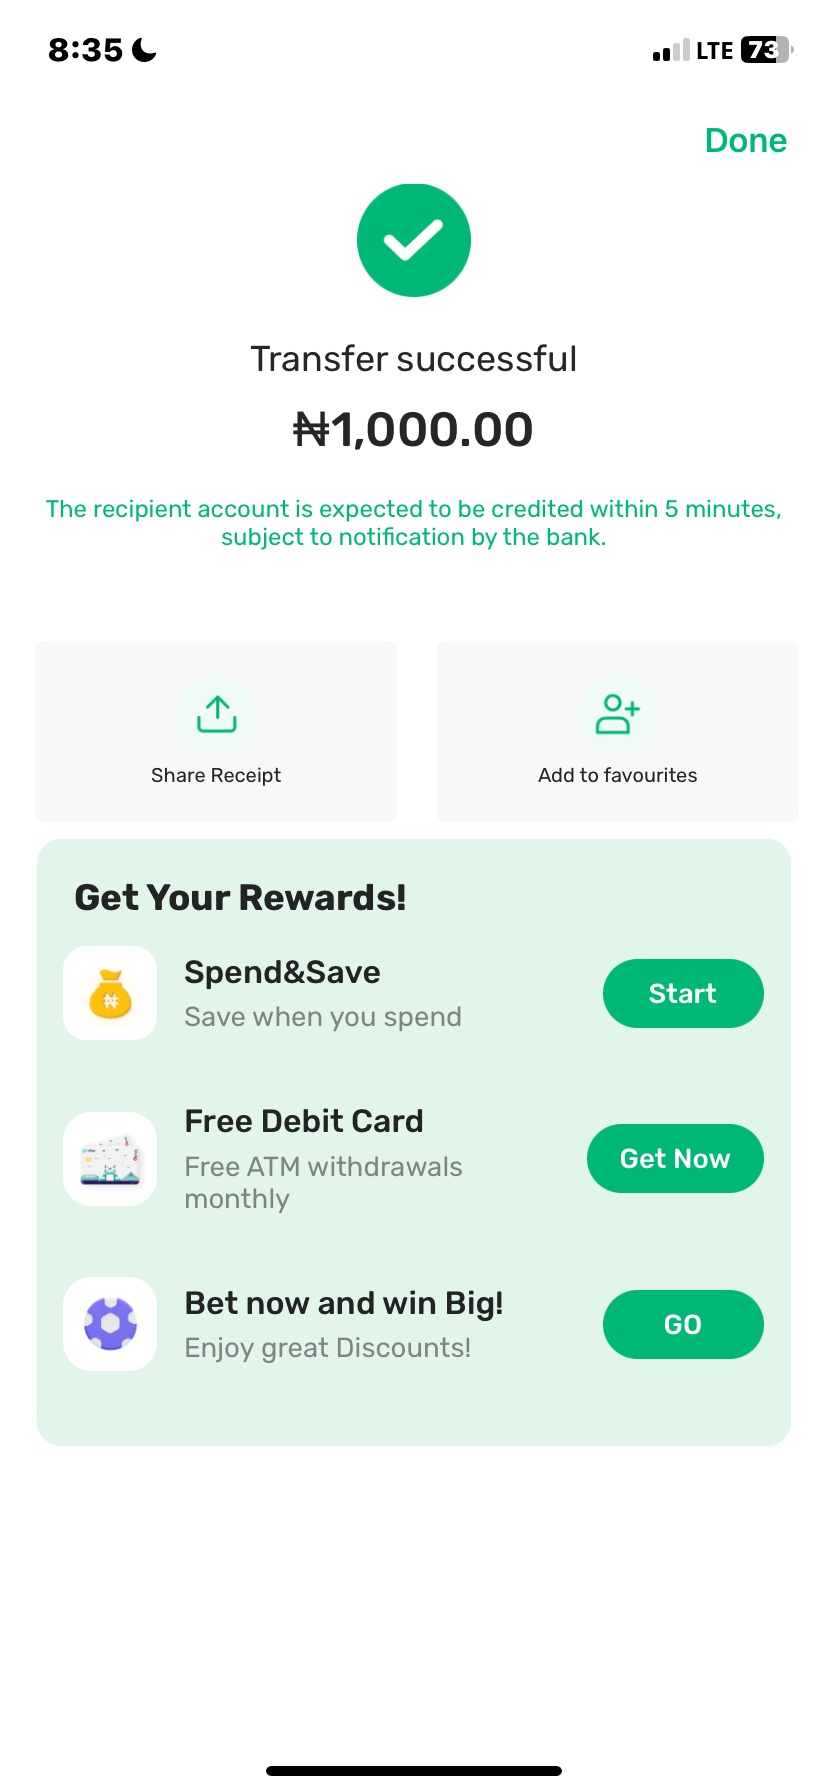 8:35
LTE 73
Done
Transfer successful
₦1,000.00
The recipient account is expected to be credited within 5 minutes,
subject to notification by the bank.
Share Receipt
Add to favourites
Get Your Rewards!
Spend&Save
Save when you spend
Start
Free Debit Card
Free ATM withdrawals
monthly
Get Now
Bet now and win Big!
Enjoy great Discounts!
GO